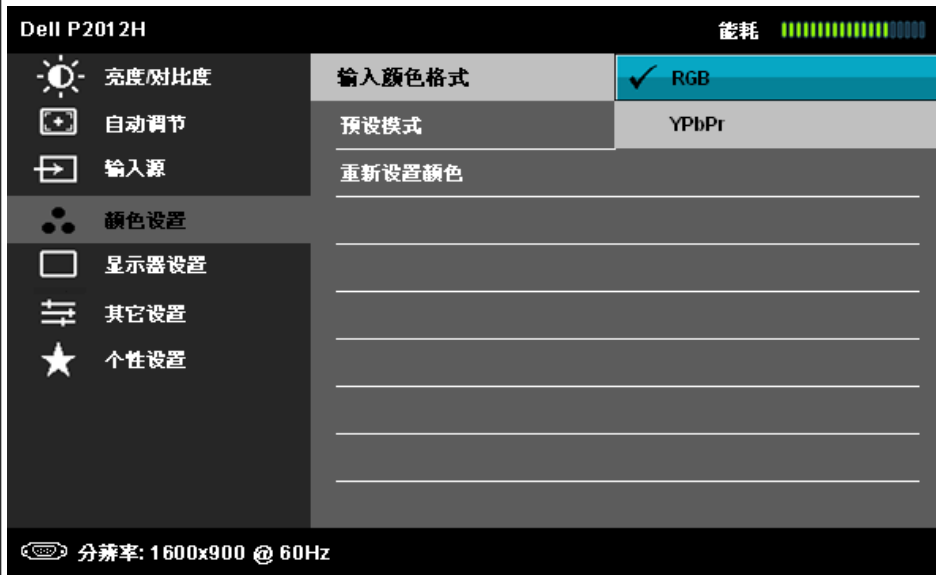 Dell P2012H
能耗
亮度/对比度
自动调节
输入源
颜色设置
显示器设置
其它设置
个性设置
输入颜色格式
预设模式
重新设置颜色
RGB
YPbPr
分辨率: 1600x900 @ 60Hz